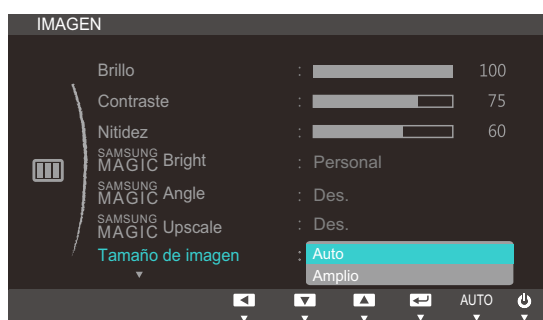 IMAGEN
Brillo : 100
Contraste : 75
Nitidez : 60
SAMSUNG MAGIC Bright : Personal
SAMSUNG MAGIC Angle : Des.
SAMSUNG MAGIC Upscale : Des.
Tamaño de imagen : Auto
Amplio
AUTO